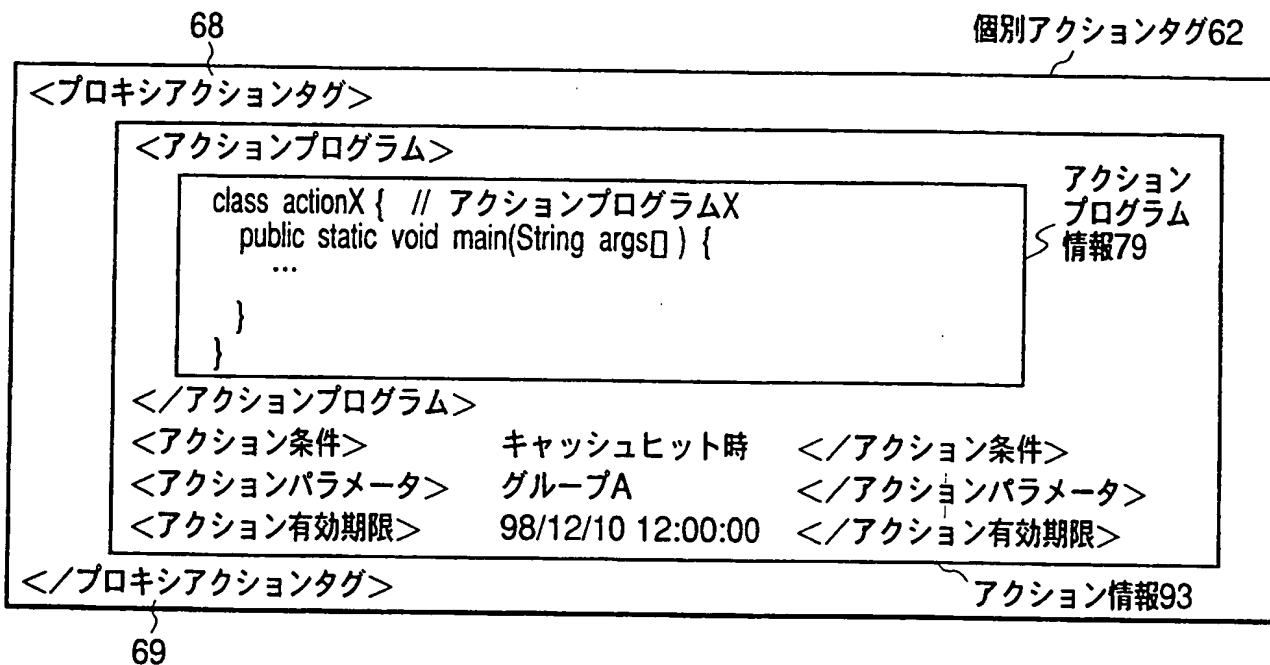 68
個別アクションタグ62
<プロキシアクションタグ>
<アクションプログラム>
class actionX { // アクションプログラムX
public static void main(String args[] ) {
...
}
}
アクション
プログラム
情報79
</アクションプログラム>
<アクション条件> キャッシュヒット時 </アクション条件>
<アクションパラメータ> グループA </アクションパラメータ>
<アクション有効期限> 98/12/10 12:00:00 </アクション有効期限>
</プロキシアクションタグ>
アクション情報93
69